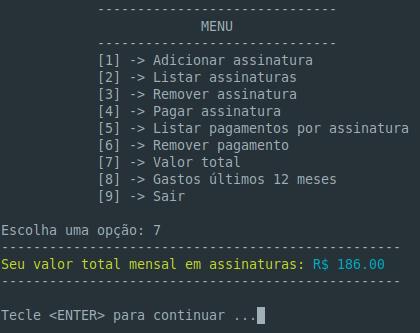 ------------------------------
MENU
------------------------------
[1] -> Adicionar assinatura
[2] -> Listar assinaturas
[3] -> Remover assinatura
[4] -> Pagar assinatura
[5] -> Listar pagamentos por assinatura
[6] -> Remover pagamento
[7] -> Valor total
[8] -> Gastos últimos 12 meses
[9] -> Sair
Escolha uma opção: 7
--------------------------------------------------
Seu valor total mensal em assinaturas: R$ 186.00
--------------------------------------------------
Tecle <ENTER> para continuar ...